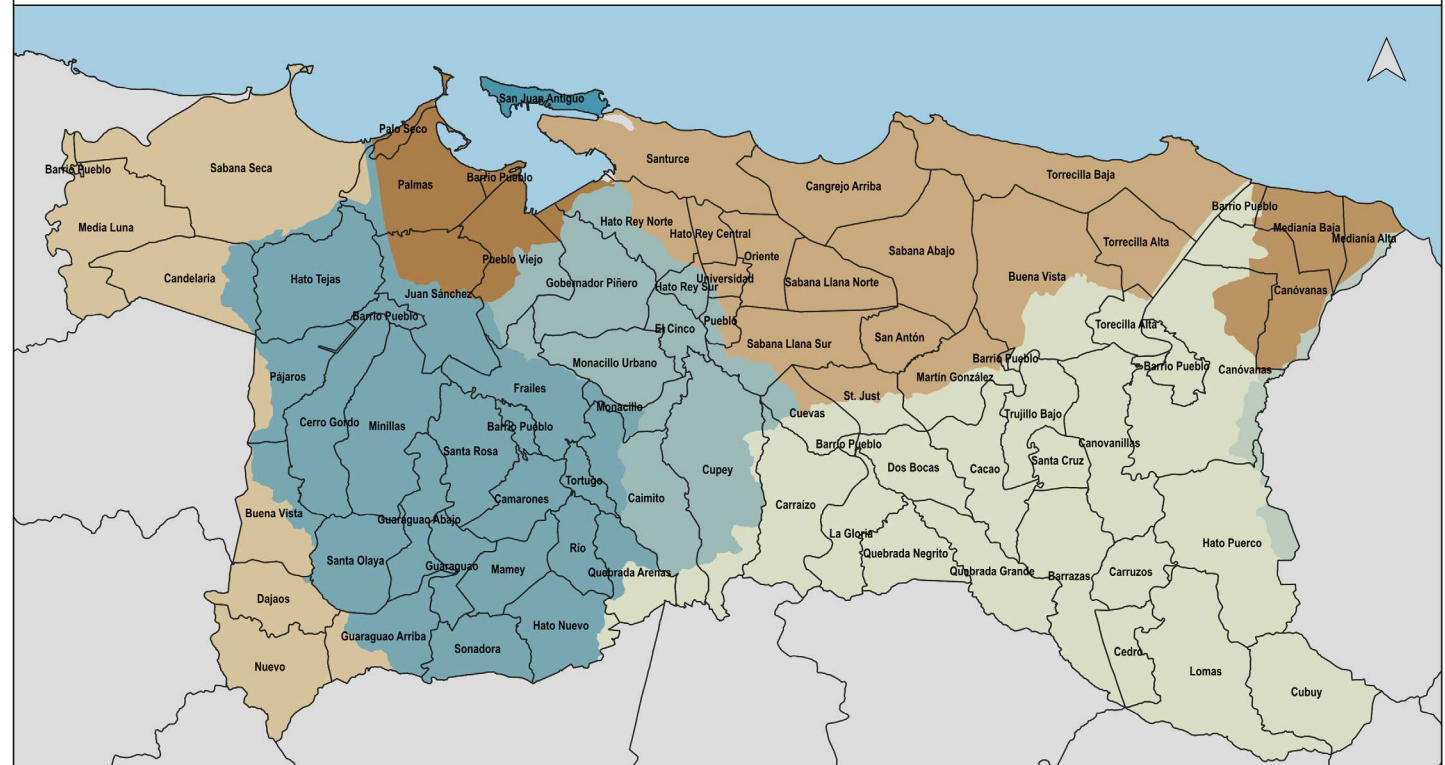 San Juan Antiguo
Palo Seco
Santurce
Barrio Pueblo
Sabana Seca
Palmas
Barrio Pueblo
Cangrejo Arriba
Torrecilla Baja
Barrio Pueblo
Media Luna
Hato Rey Norte
Hato Rey Central
Medianía Baja
Medianía Alta
Torrecilla Alta
Sabana Abajo
Oriente
Pueblo Viejo
Candelaria
Hato Tejas
Gobernador Piñero
Universidad
Hato Rey Sur
Sabana Llana Norte
Buena Vista
Canóvanas
Juan Sánchez
Barrio Pueblo
El Cinco
Pueblo
Torecilla Alta
Sabana Llana Sur
San Antón
Barrio Pueblo
Monacillo Urbano
Barrio Pueblo
Canóvanas
Pájaros
Martín González
Frailes
St. Just
Monacillo
Cuevas
Trujillo Bajo
Cerro Gordo
Minillas
Barrio Pueblo
Barrio Pueblo
Canovanillas
Santa Rosa
Santa Cruz
Dos Bocas
Cacao
Cupey
Tortugo
Camarones
Caimito
Carraízo
Buena Vista
Guaraguao Abajo
La Gloria
Hato Puerco
Río
Quebrada Negrito
Santa Olaya
Guaraguao
Mamey
Quebrada Arenas
Quebrada Grande
Barrazas
Carruzos
Dajaos
Hato Nuevo
Guaraguao Arriba
Sonadora
Cedro
Nuevo
Lomas
Cubuy